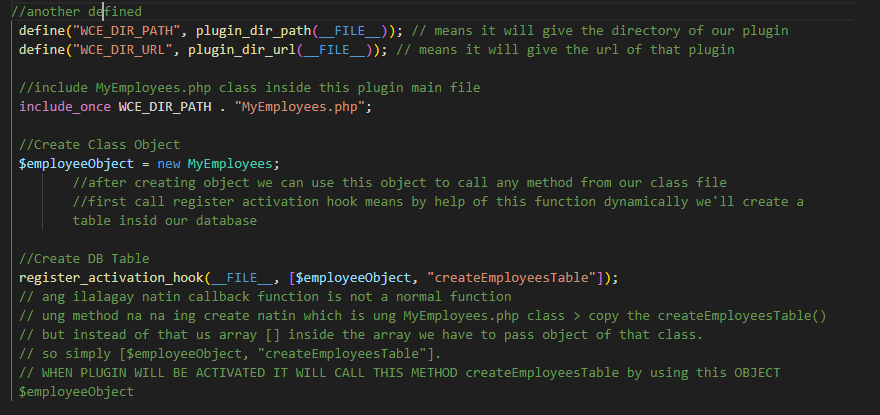 //another defined
define("WCE_DIR_PATH", plugin_dir_path(__FILE__)); // means it will give the directory of our plugin
define("WCE_DIR_URL", plugin_dir_url(__FILE__)); // means it will give the url of that plugin
//include MyEmployees.php class inside this plugin main file
include_once WCE_DIR_PATH . "MyEmployees.php";
//Create Class Object
$employeeObject = new MyEmployees;
//after creating object we can use this object to call any method from our class file
//first call register activation hook means by help of this function dynamically we'll create a
table insid our database
//Create DB Table
register_activation_hook(__FILE__, [$employeeObject, "createEmployeesTable"]);
// ang ilalagay natin callback function is not a normal function
// ung method na na ing create natin which is ung MyEmployees.php class > copy the createEmployeesTable()
// but instead of that us array [] inside the array we have to pass object of that class.
// so simply [$employeeObject, "createEmployeesTable"].
// WHEN PLUGIN WILL BE ACTIVATED IT WILL CALL THIS METHOD createEmployeesTable by using this OBJECT
$employeeObject